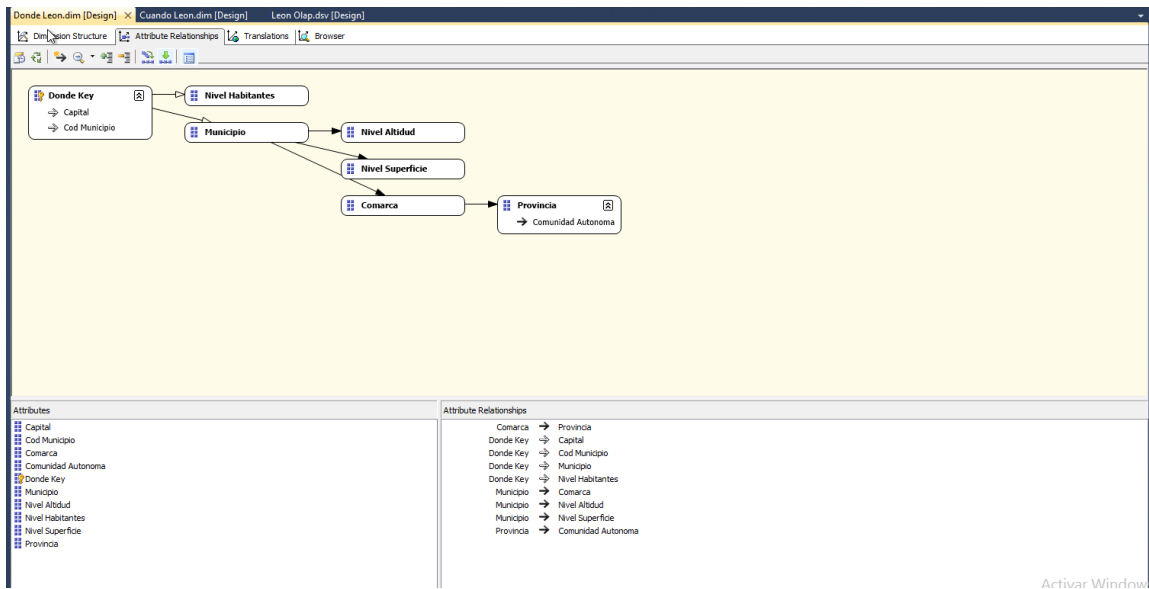 Donde Leon.dim [Design] Cuando Leon.dim [Design] Leon Olap.dsv [Design]
Dimension Structure Attribute Relationships Translations Browser
Donde Key
Capital
Cod Municipio
Nivel Habitantes
Municipio
Nivel Altidud
Nivel Superficie
Comarca
Provincia
Comunidad Autonoma
Attributes
Capital
Cod Municipio
Comarca
Comunidad Autonoma
Donde Key
Municipio
Nivel Altidud
Nivel Habitantes
Nivel Superficie
Provincia
Attribute Relationships
Comarca → Provincia
Donde Key ⇒ Capital
Donde Key ⇒ Cod Municipio
Donde Key ⇒ Municipio
Donde Key ⇒ Nivel Habitantes
Municipio → Comarca
Municipio → Nivel Altidud
Municipio → Nivel Superficie
Provincia → Comunidad Autonoma
Activar Window